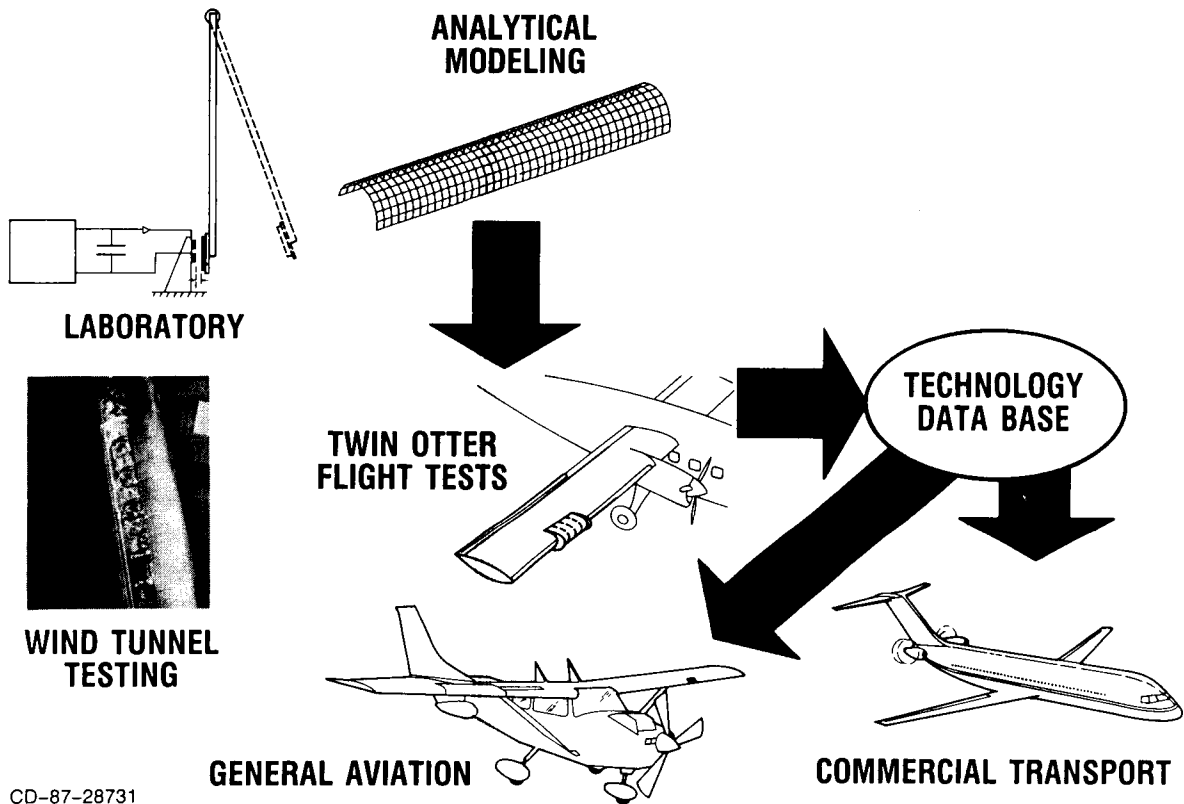 ANALYTICAL
MODELING
LABORATORY
TECHNOLOGY
DATA BASE
TWIN OTTER
FLIGHT TESTS
WIND TUNNEL
TESTING
GENERAL AVIATION
COMMERCIAL TRANSPORT
CD-87-28731